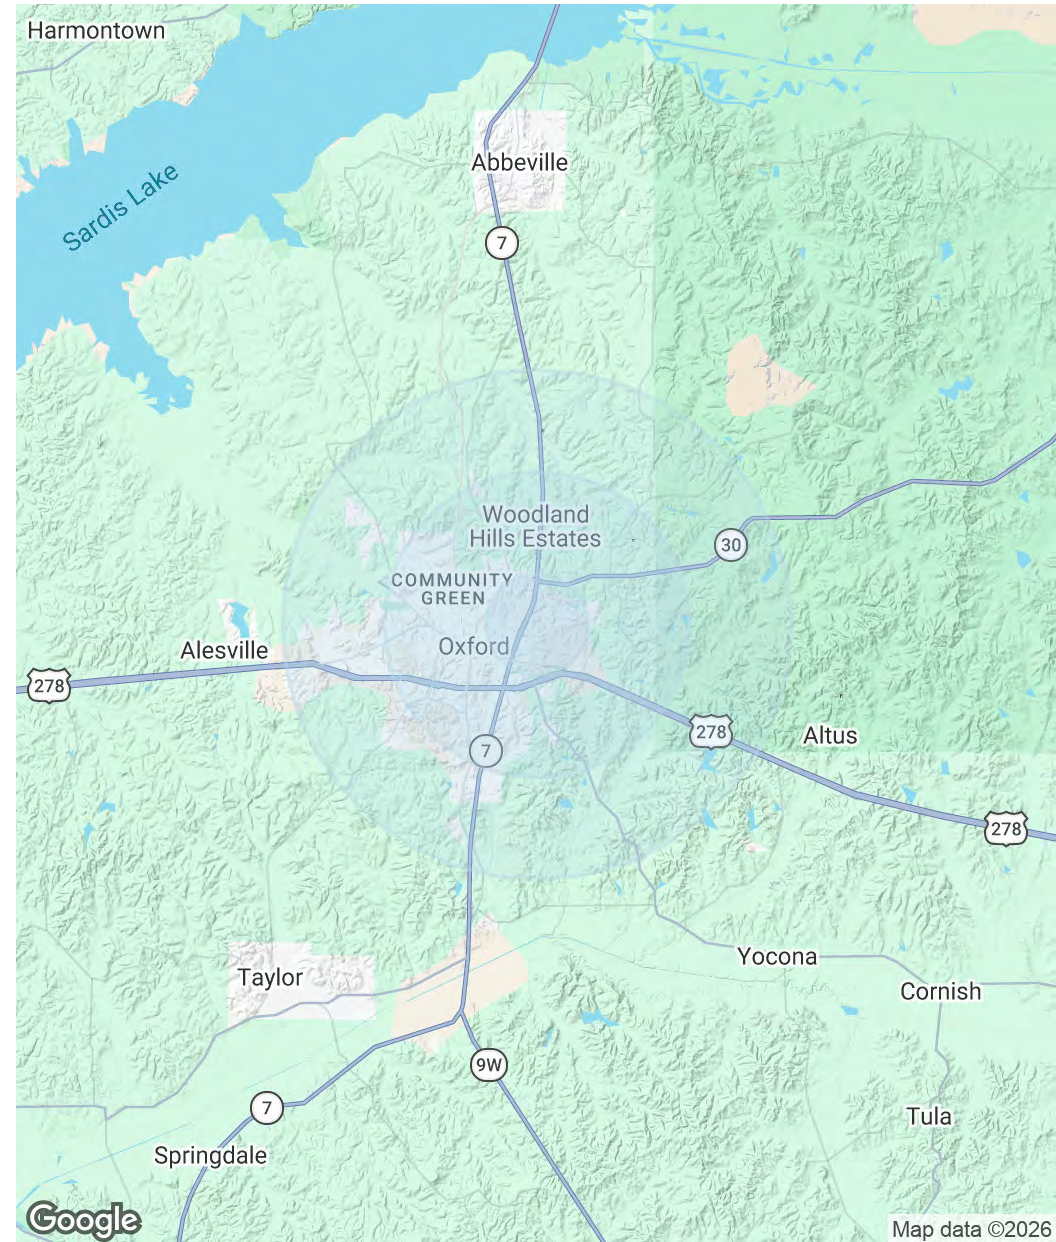 Harmontown
Abbeville
Sardis Lake
7
Woodland
Hills Estates
30
COMMUNITY
GREEN
Oxford
Alesville
278
278
Altus
7
278
Yocona
Taylor
Cornish
9W
7
Tula
Springdale
Google
Map data ©2026